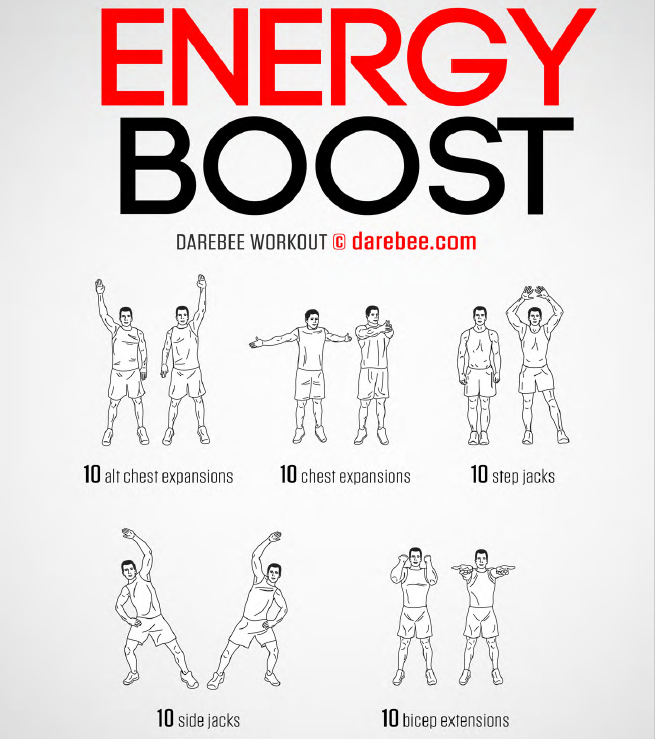 ENERGY
BOOST
DAREBEE WORKOUT © darebee.com
10 alt chest expansions
10 chest expansions
10 step jacks
10 side jacks
10 bicep extensions